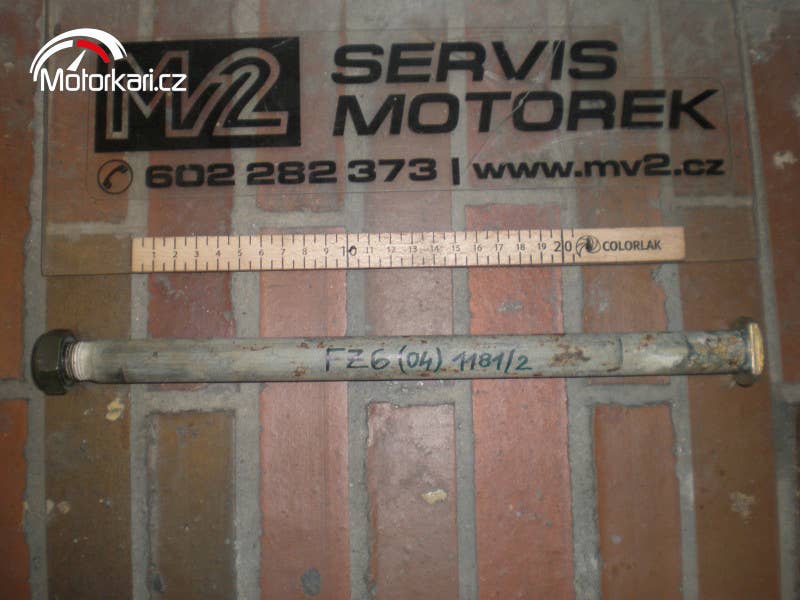 Motorkari.cz
MV2
SERVIS
MOTOREK
602 282 373 | www.mv2.cz
1 2 3 4 5 6 7 8 9 10 11 12 13 14 15 16 17 18 19 20 COLORLAK
FZ6 (04) 1181/2